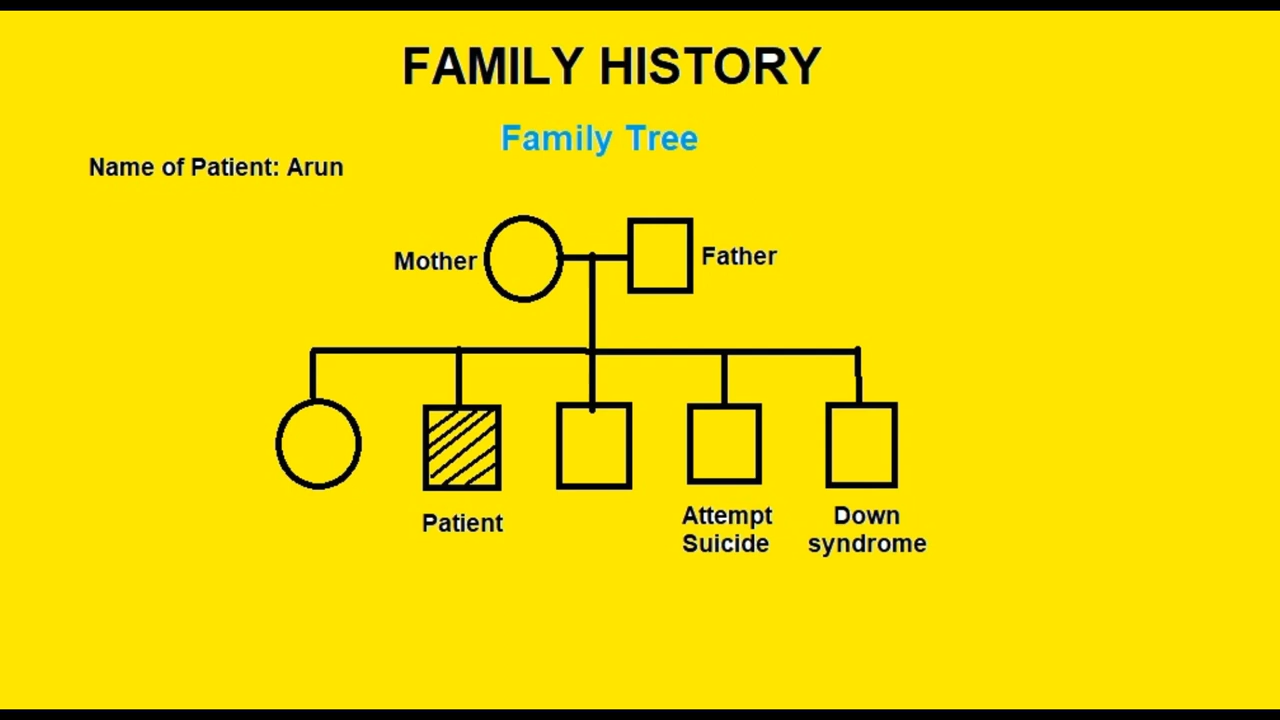 FAMILY HISTORY
Family Tree
Name of Patient: Arun
Mother
Father
Patient
Attempt
Suicide
Down
syndrome